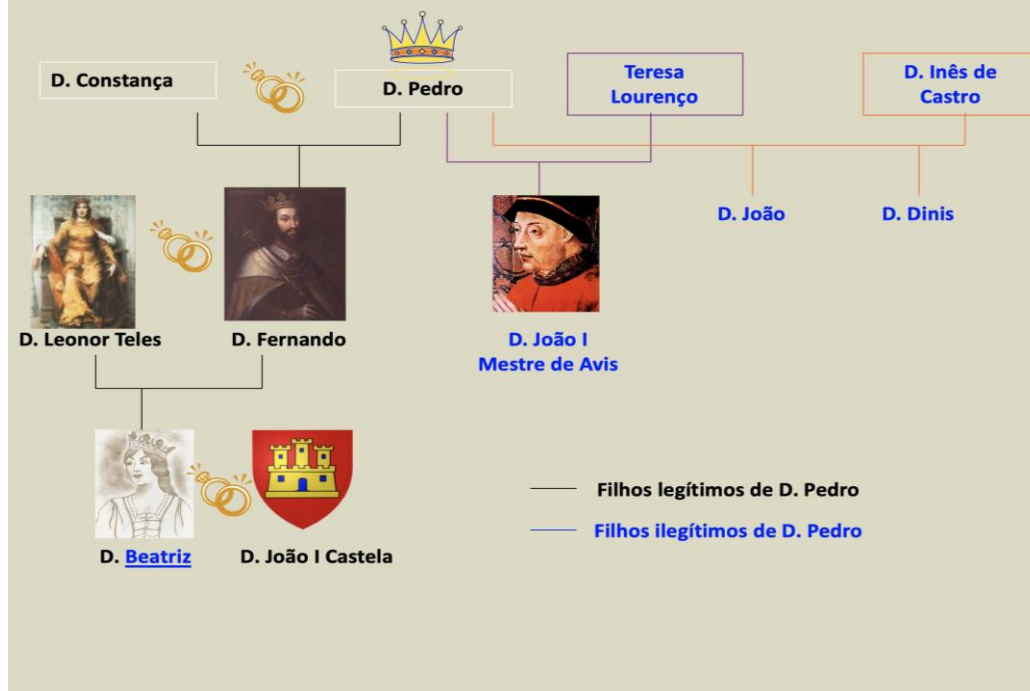 D. Constança
D. Pedro
Teresa
Lourenço
D. Inês de
Castro
D. João
D. Dinis
D. Leonor Teles
D. Fernando
D. João I
Mestre de Avis
D. Beatriz
D. João I Castela
Filhos legítimos de D. Pedro
Filhos ilegítimos de D. Pedro